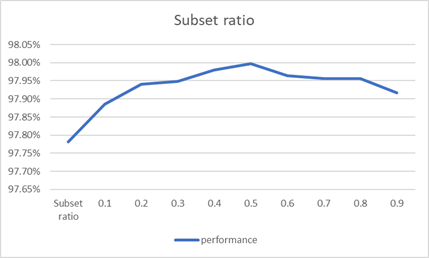 Subset ratio
98.05%
98.00%
97.95%
97.90%
97.85%
97.80%
97.75%
97.70%
97.65%
Subset 0.1 0.2 0.3 0.4 0.5 0.6 0.7 0.8 0.9
ratio
performance